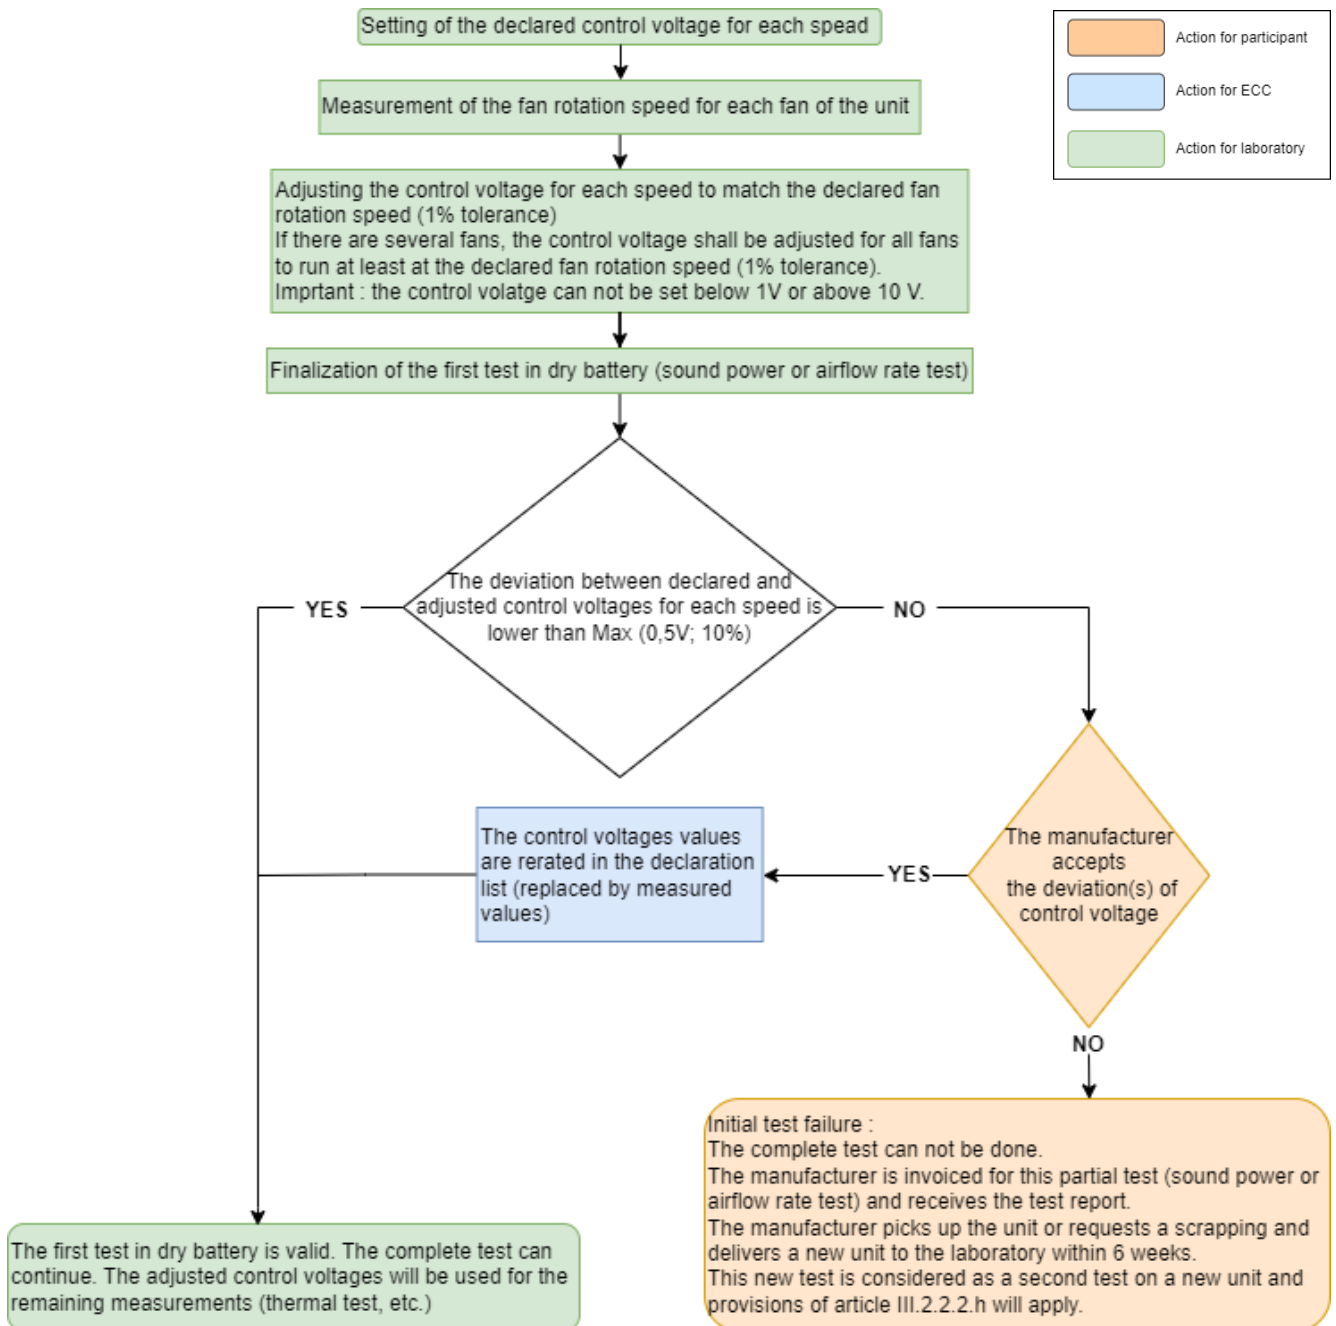 Setting of the declared control voltage for each spead
Action for participant
Action for ECC
Action for laboratory
Measurement of the fan rotation speed for each fan of the unit
Adjusting the control voltage for each speed to match the declared fan
rotation speed (1% tolerance)
If there are several fans, the control voltage shall be adjusted for all fans
to run at least at the declared fan rotation speed (1% tolerance).
Imprtant : the control volatge can not be set below 1V or above 10 V.
Finalization of the first test in dry battery (sound power or airflow rate test)
The deviation between declared and
adjusted control voltages for each speed is
lower than Max (0,5V; 10%)
YES
NO
The manufacturer
accepts
the deviation(s) of
control voltage
YES
The control voltages values
are rerated in the declaration
list (replaced by measured
values)
NO
Initial test failure :
The complete test can not be done.
The manufacturer is invoiced for this partial test (sound power or
airflow rate test) and receives the test report.
The manufacturer picks up the unit or requests a scrapping and
delivers a new unit to the laboratory within 6 weeks.
This new test is considered as a second test on a new unit and
provisions of article III.2.2.2.h will apply.
The first test in dry battery is valid. The complete test can
continue. The adjusted control voltages will be used for the
remaining measurements (thermal test, etc.)